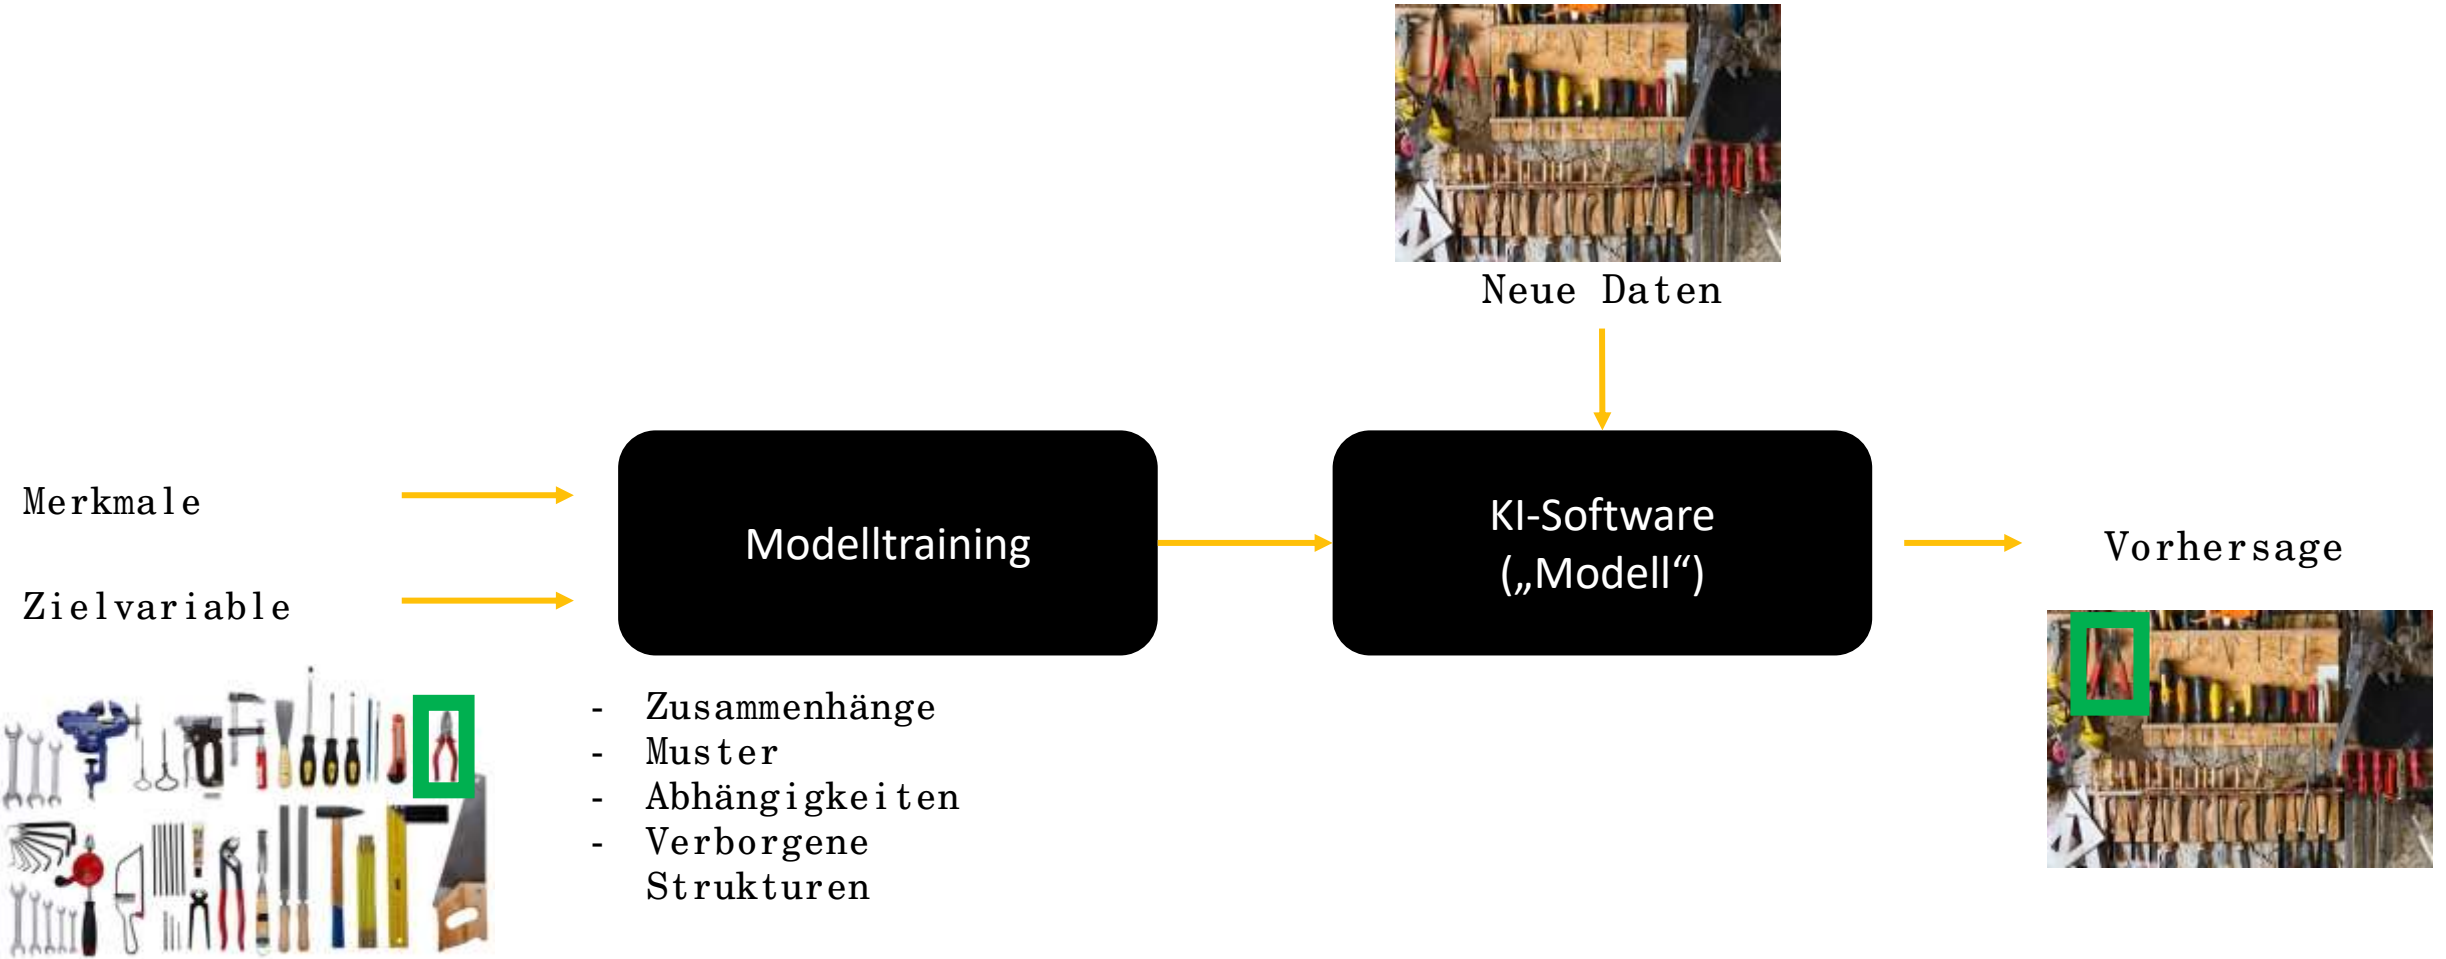 Neue Daten
Merkmale
Zielvariable
Modelltraining
KI-Software
(„Modell“)
Vorhersage
- Zusammenhänge
- Muster
- Abhängigkeiten
- Verborgene
Strukturen